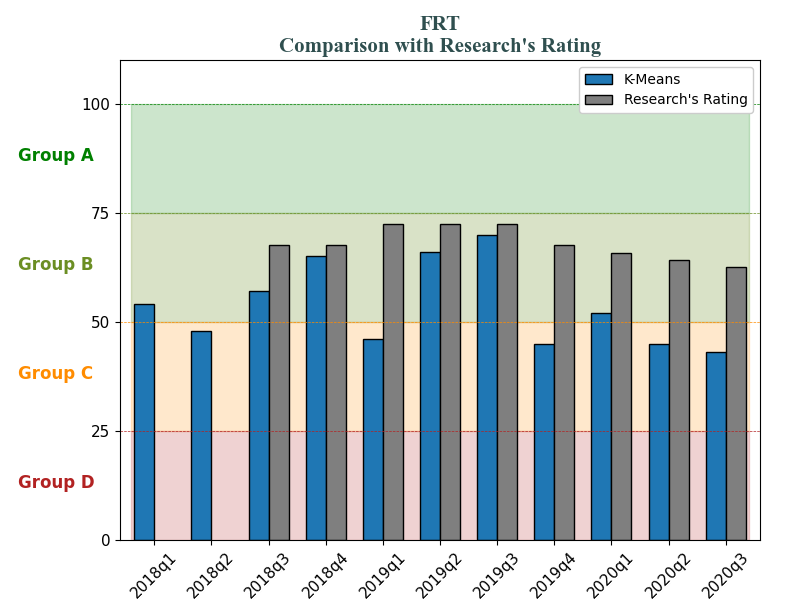 FRT
Comparison with Research's Rating
K-Means
Research's Rating
100
Group A
75
Group B
50
Group C
25
Group D
0
2018q1
2018q2
2018q3
2018q4
2019q1
2019q2
2019q3
2019q4
2020q1
2020q2
2020q3